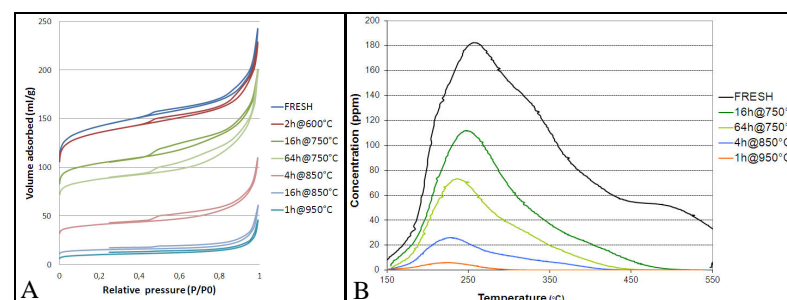 Volume adsorbed (ml/g)
250
200
150
100
50
0
0 0,2 0,4 0,6 0,8 1
Relative pressure (P/P0)
FRESH
2h@600°C
16h@750°C
64h@750°C
4h@850°C
16h@850°C
1h@950°C
A
Concentration (ppm)
200
180
160
140
120
100
80
60
40
20
0
150 250 350 450 550
Temperature (°C)
FRESH
16h@750°
64h@750°
4h@850°C
1h@950°C
B